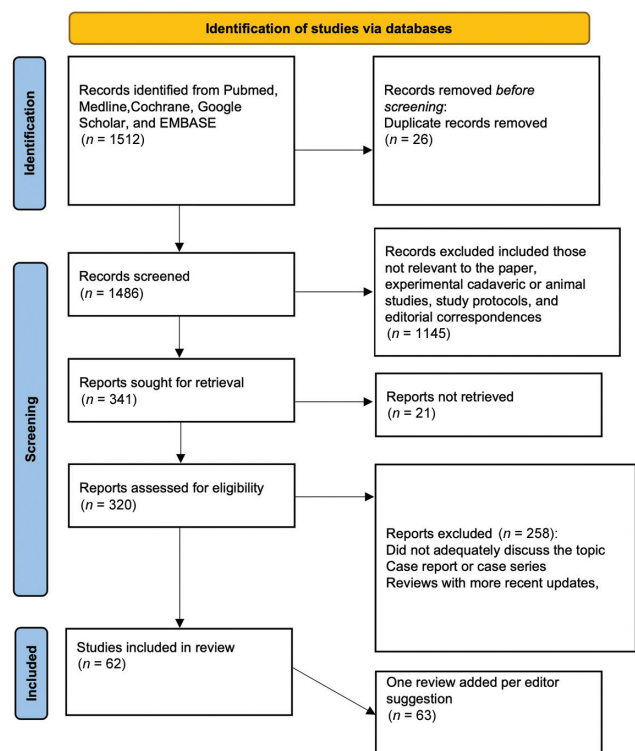 Identification of studies via databases
Identification
Records identified from Pubmed,
Medline,Cochrane, Google
Scholar, and EMBASE
(n = 1512)
Records removed before
screening:
Duplicate records removed
(n = 26)
Screening
Records screened
(n = 1486)
Records excluded included those
not relevant to the paper,
experimental cadaveric or animal
studies, study protocols, and
editorial correspondences
(n = 1145)
Reports sought for retrieval
(n = 341)
Reports not retrieved
(n = 21)
Reports assessed for eligibility
(n = 320)
Reports excluded (n = 258):
Did not adequately discuss the topic
Case report or case series
Reviews with more recent updates,
Included
Studies included in review
(n = 62)
One review added per editor
suggestion
(n = 63)